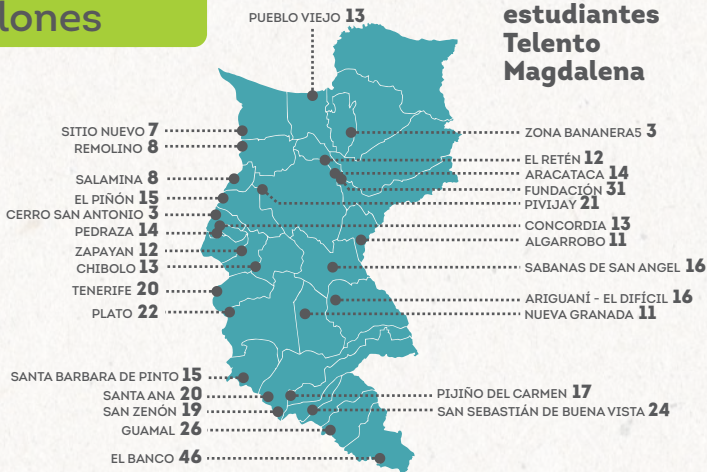 lones
estudiantes
Telento
Magdalena
PUEBLO VIEJO 13
SITIO NUEVO 7
REMOLINO 8
SALAMINA 8
EL PIÑÓN 15
CERRO SAN ANTONIO 3
PEDRAZA 14
ZAPAYAN 12
CHIBOLO 13
TENERIFE 20
PLATO 22
SANTA BARBARA DE PINTO 15
SANTA ANA 20
SAN ZENÓN 19
GUAMAL 26
EL BANCO 46
ZONA BANANERA5 3
EL RETÉN 12
ARACATACA 14
FUNDACIÓN 31
PIVIJAY 21
CONCORDIA 13
ALGARROBO 11
SABANAS DE SAN ANGEL 16
ARIGUANÍ - EL DIFÍCIL 16
NUEVA GRANADA 11
PIJIÑO DEL CARMEN 17
SAN SEBASTIÁN DE BUENA VISTA 24